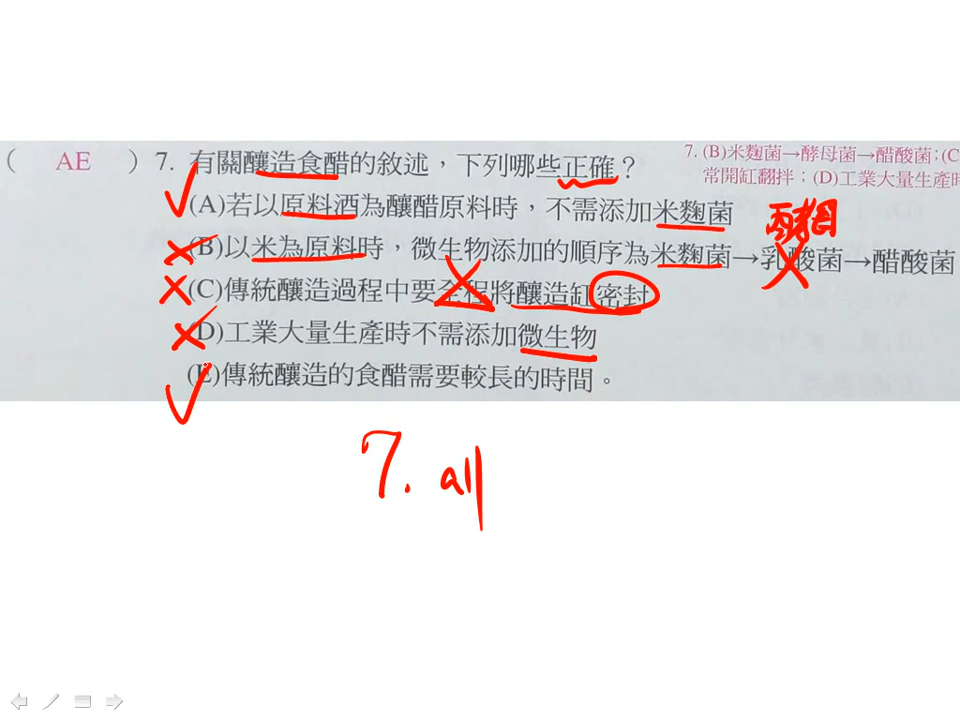 ( AE ) 7. 有關釀造食醋的敘述，下列哪些正確？
7. (B)米麴菌→酵母菌→醋酸菌；(C
常開缸翻拌；(D)工業大量生產時
(A)若以原料酒為釀醋原料時，不需添加米麴菌
酵母
(B)以米為原料時，微生物添加的順序為米麴菌→乳酸菌→醋酸菌
(C)傳統釀造過程中要全程將釀造缸密封
(D)工業大量生產時不需添加微生物
(E)傳統釀造的食醋需要較長的時間。
7. all